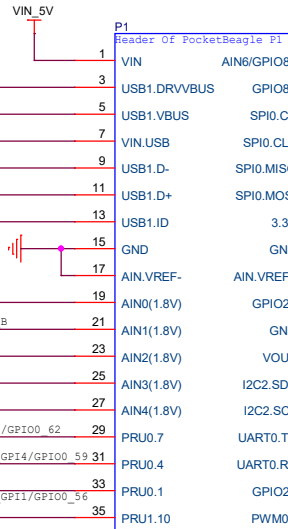 VIN_5V
P1
Header Of PocketBeagle P1
1 VIN AIN6/GPIO8
3 USB1.DRVVBUS GPIO8
5 USB1.VBUS SPI0.C
7 VIN.USB SPI0.CL
9 USB1.D- SPI0.MIS
11 USB1.D+ SPI0.MOS
13 USB1.ID 3.3
15 GND GN
17 AIN.VREF- AIN.VREF
19 AIN0(1.8V) GPIO2
B 21 AIN1(1.8V) GN
23 AIN2(1.8V) VOU
25 AIN3(1.8V) I2C2.SD
27 AIN4(1.8V) I2C2.SC
/GPIO0_62 29 PRU0.7 UART0.T
GPI4/GPIO0_59 31 PRU0.4 UART0.R
GPI1/GPIO0_56 33 PRU0.1 GPIO2
35 PRU1.10 PWM0